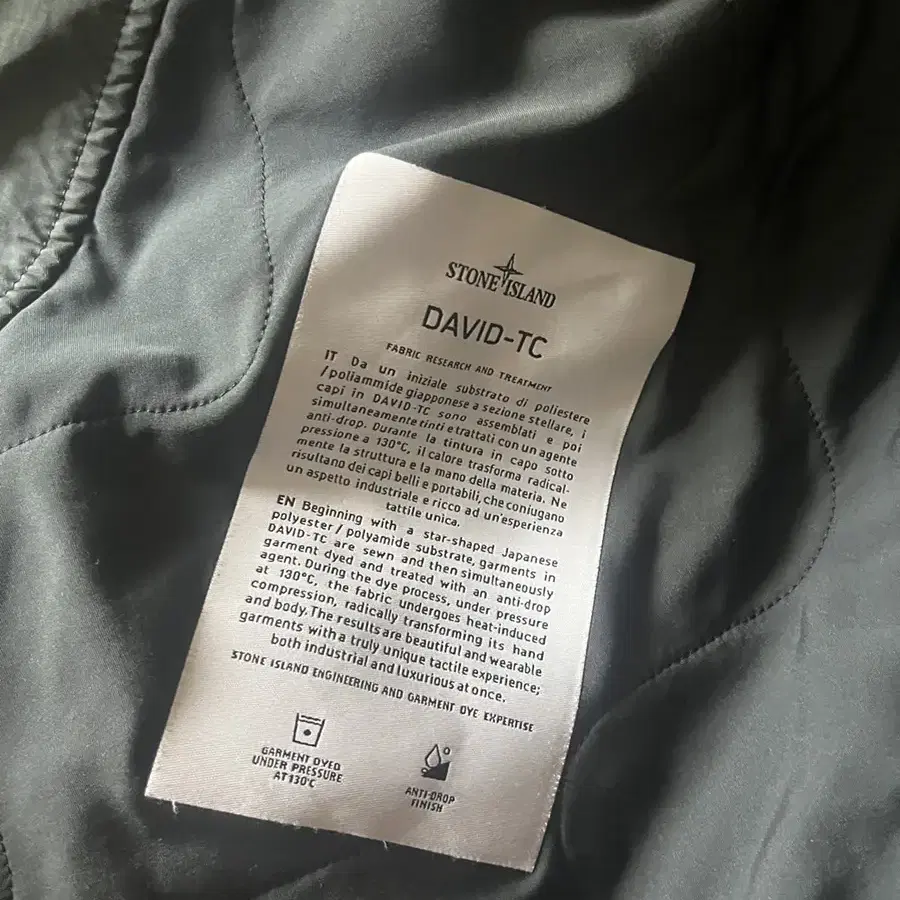 STONE ISLAND
DAVID-TC
FABRIC RESEARCH AND TREATMENT
IT Da un iniziale substrato di poliestere
/poliammide giapponese a sezione stellare, i
capi in DAVID-TC sono assemblati e poi
simultaneamente tinti e trattati con un agente
anti-drop. Durante la tintura in capo sotto
pressione a 130°C, il calore trasforma radical-
mente la struttura e la mano della materia. Ne
risultano dei capi belli e portabili, che coniugano
un aspetto industriale e ricco ad un'esperienza
tattile unica.
EN Beginning with a star-shaped Japanese
polyester / polyamide substrate, garments in
DAVID-TC are sewn and then simultaneously
garment dyed and treated with an anti-drop
agent. During the dye process, under pressure
at 130°C, the fabric undergoes heat-induced
compression, radically transforming its hand
and body. The results are beautiful and wearable
garments with a truly unique tactile experience;
both industrial and luxurious at once.
STONE ISLAND ENGINEERING AND GARMENT DYE EXPERTISE
GARMENT DYED
UNDER PRESSURE
AT 130°C
ANTI-DROP
FINISH